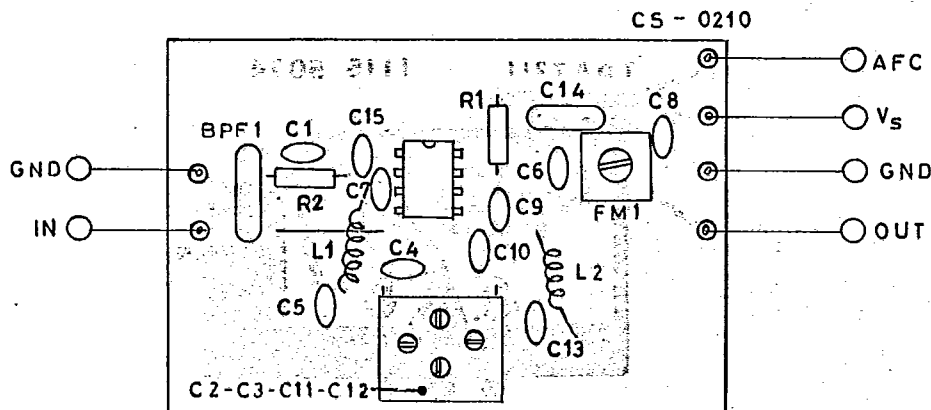 CS - 0210
AFC
C14
R1
C8
C15
C1
BPF1
Vs
GND
C6
GND
C7
R2
FM1
C9
IN
OUT
L1
C4
C10
L2
C5
C13
C2-C3-C11-C12